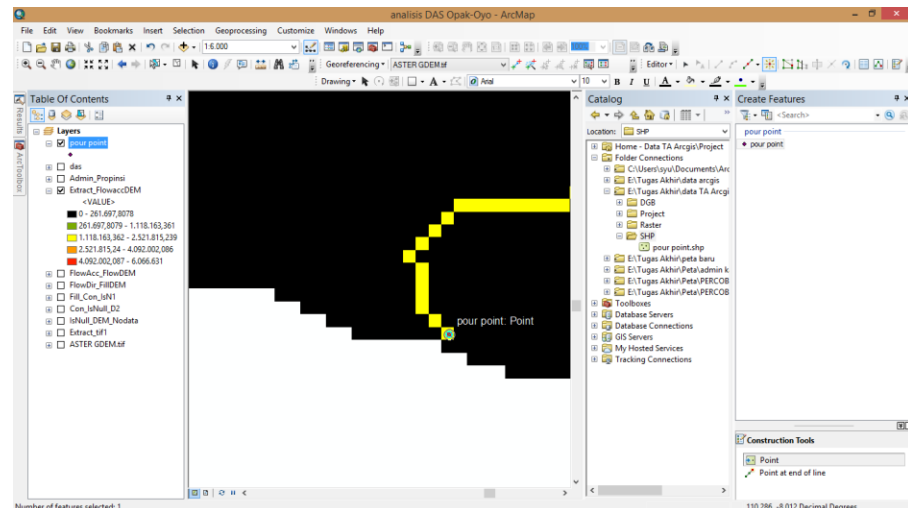 analisis DAS Opak-Oyo - ArcMap
File Edit View Bookmarks Insert Selection Geoprocessing Customize Windows Help
1:6.000
Georeferencing ASTER GDEM.tif
Editor
Drawing A Arial 10 B I U A
Table Of Contents
Layers
pour point
das
Admin_Propinsi
Extract_FlowaccDEM
<VALUE>
0 - 261.697,8078
261.697,8079 - 1.118.163,361
1.118.163,362 - 2.521.815,239
2.521.815,24 - 4.092.002,086
4.092.002,087 - 6.066.631
FlowAcc_FlowDEM
FlowDir_FillDEM
Fill_Con_IsN1
Con_IsNull_D2
IsNull_DEM_Nodata
Extract_tif1
ASTER GDEM.tif
Results
ArcToolbox
pour point: Point
Catalog
Location: SHP
Home - Data TA Arcgis\Project
Folder Connections
C:\Users\syu\Documents\Arc
E:\Tugas Akhir\data arcgis
E:\Tugas Akhir\data TA Arcgi
DGB
Project
Raster
SHP
pour point.shp
E:\Tugas Akhir\peta baru
E:\Tugas Akhir\Peta\admin k
E:\Tugas Akhir\Peta\PERCOB
E:\Tugas Akhir\Peta\PERCOB
Toolboxes
Database Servers
Database Connections
GIS Servers
My Hosted Services
Tracking Connections
Create Features
<Search>
pour point
pour point
Construction Tools
Point
Point at end of line
Number of features selected: 1
110,286 -8,012 Decimal Degrees